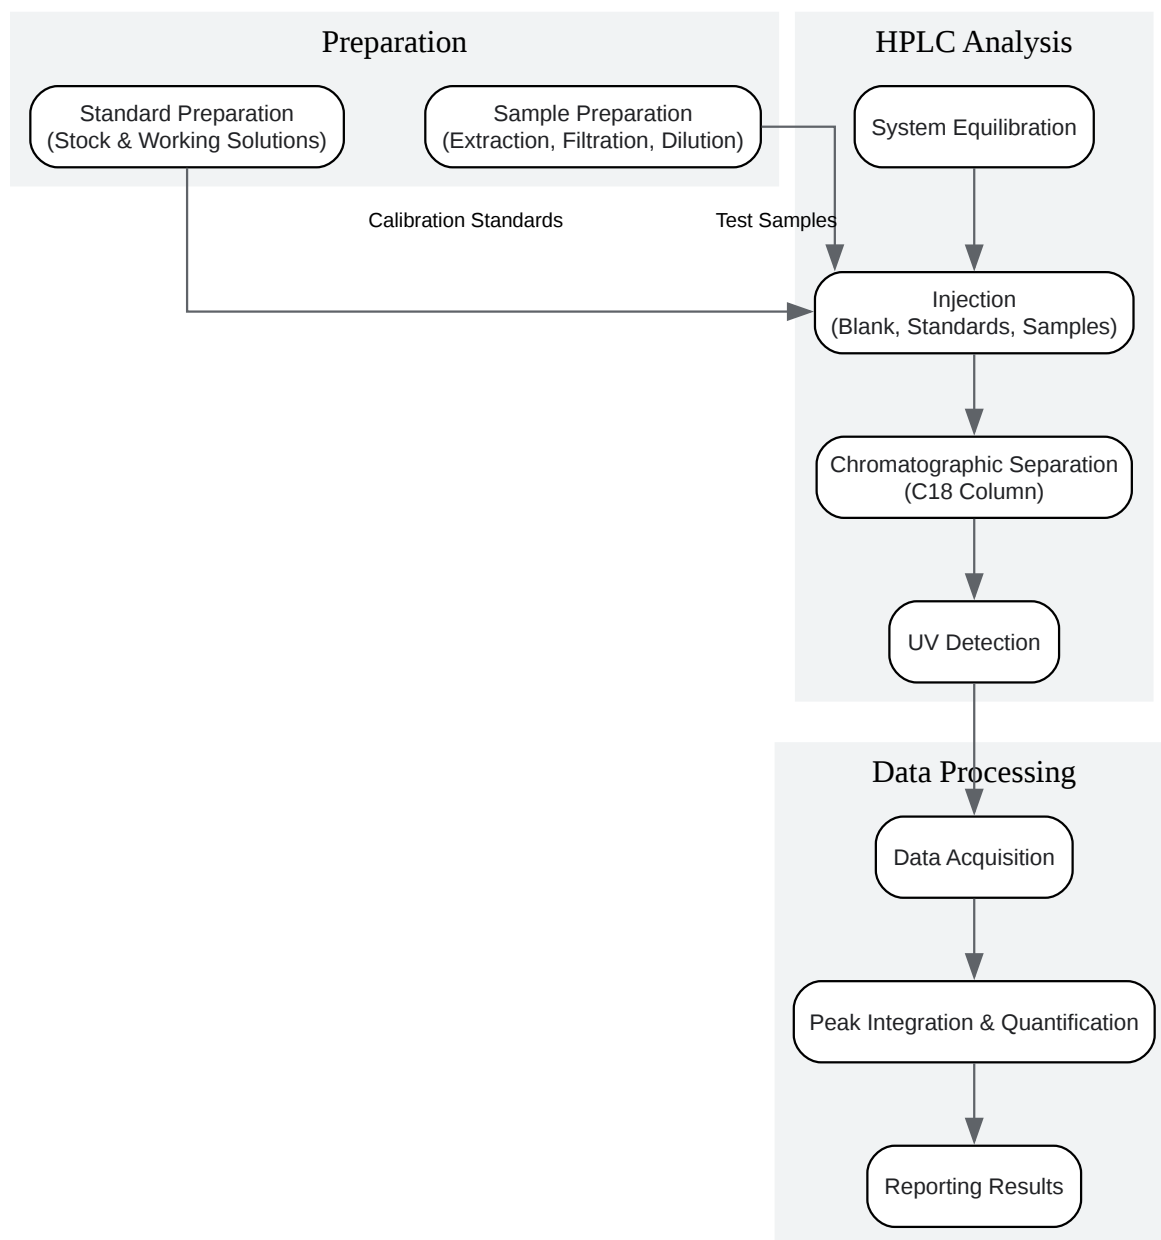 Preparation
Standard Preparation
(Stock & Working Solutions)
Sample Preparation
(Extraction, Filtration, Dilution)
HPLC Analysis
System Equilibration
Calibration Standards
Test Samples
Injection
(Blank, Standards, Samples)
Chromatographic Separation
(C18 Column)
UV Detection
Data Processing
Data Acquisition
Peak Integration & Quantification
Reporting Results